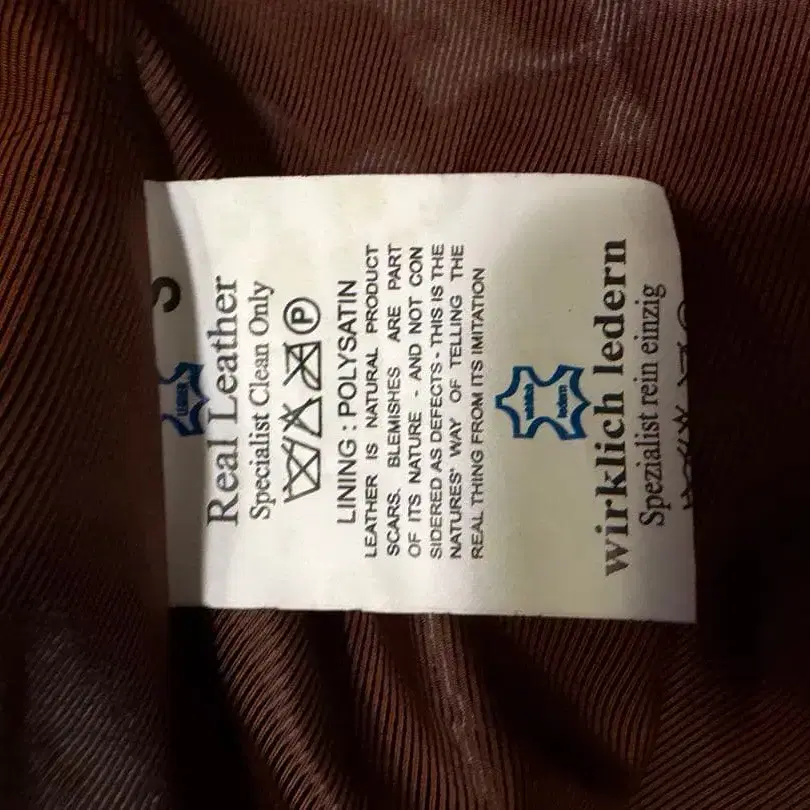 S
Real Leather
Specialist Clean Only
P
LINING : POLYSATIN
LEATHER IS NATURAL PRODUCT
SCARS. BLEMISHES ARE PART
OF ITS NATURE - AND NOT CON
SIDERED AS DEFECTS - THIS IS THE
NATURES' WAY OF TELLING THE
REAL THING FROM ITS IMITATION
wirklich
ledern
wirklich ledern
Spezialist rein einzig